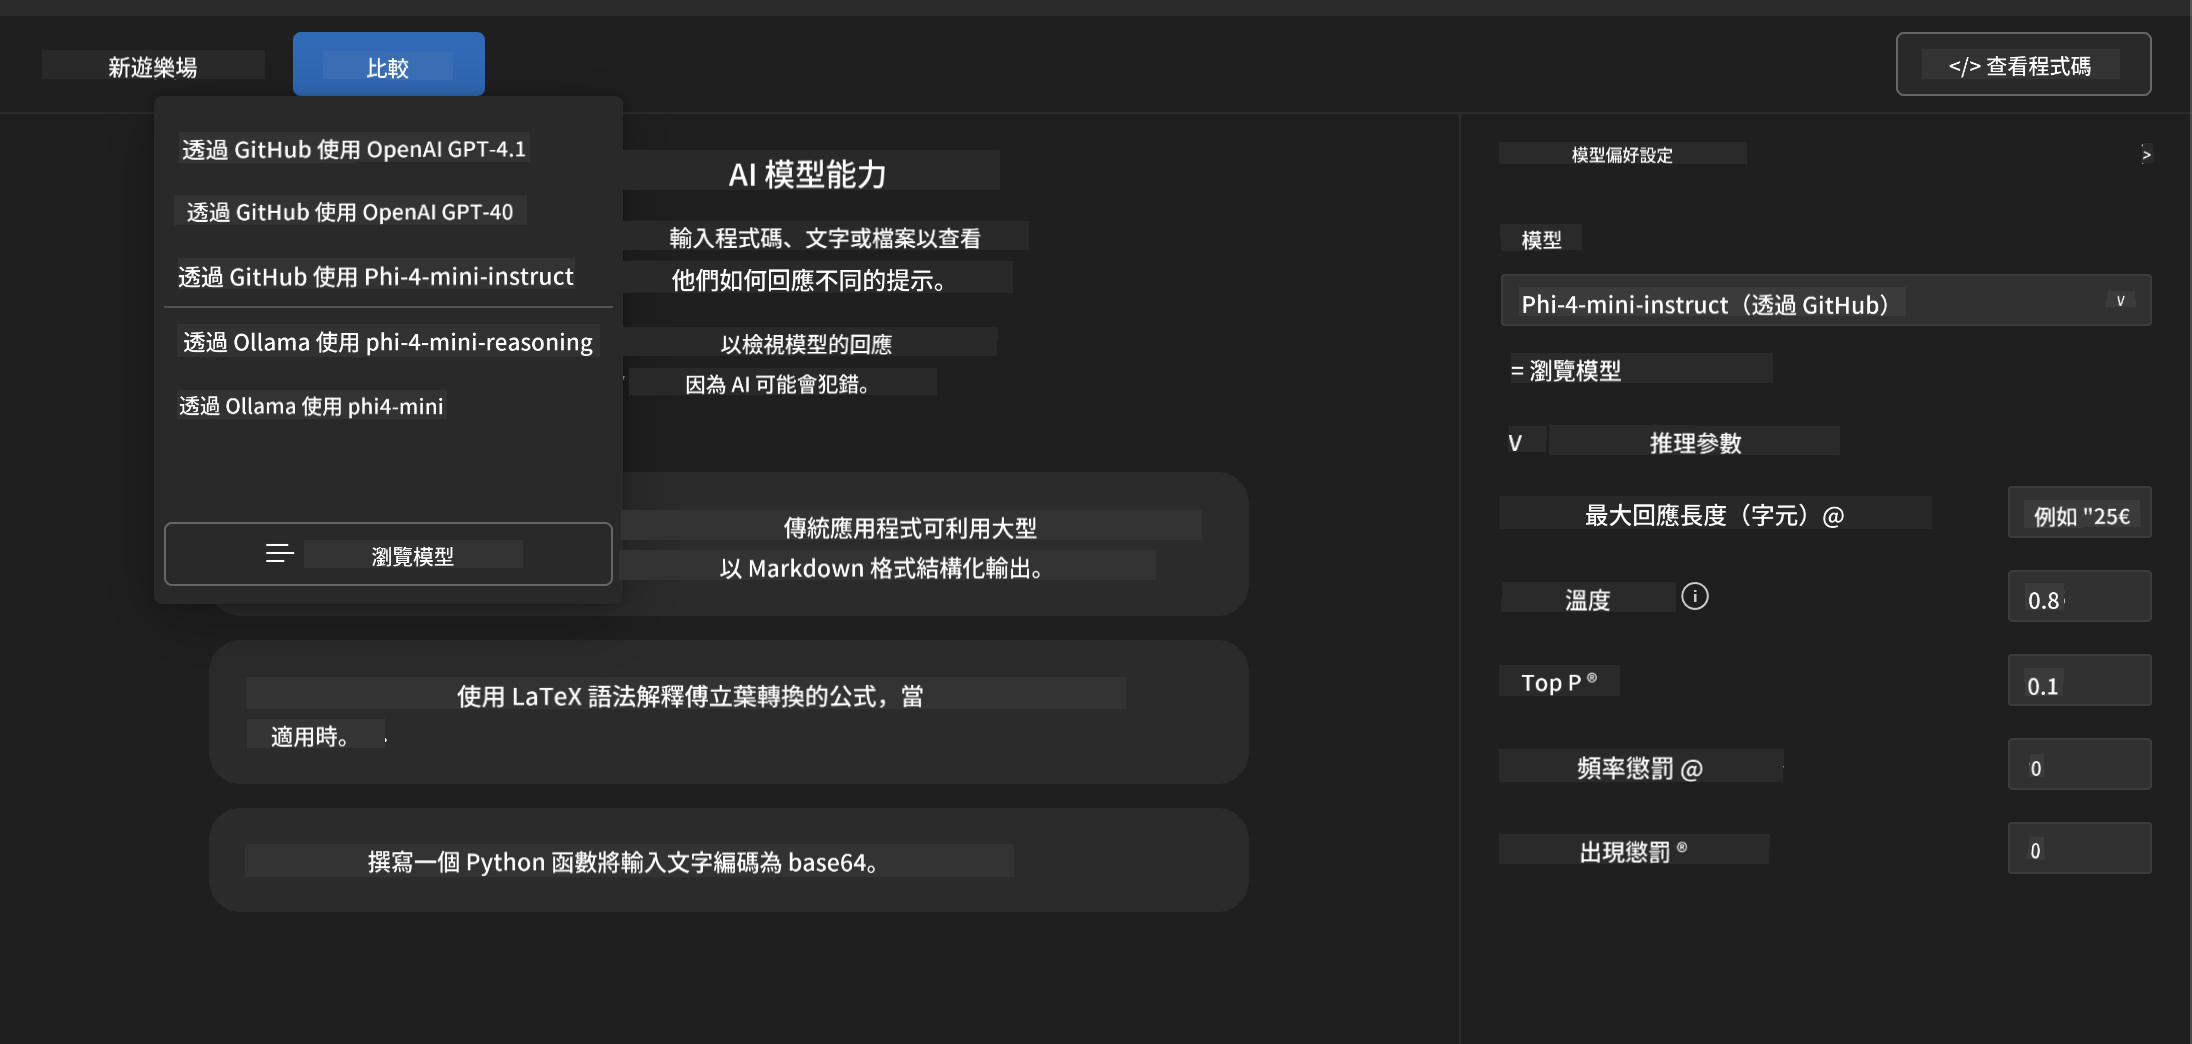 新遊樂場
比較
</> 查看程式碼
透過 GitHub 使用 OpenAI GPT-4.1
透過 GitHub 使用 OpenAI GPT-40
透過 GitHub 使用 Phi-4-mini-instruct
透過 Ollama 使用 phi-4-mini-reasoning
透過 Ollama 使用 phi4-mini
瀏覽模型
AI 模型能力
輸入程式碼、文字或檔案以查看
他們如何回應不同的提示。
以檢視模型的回應
因為 AI 可能會犯錯。
傳統應用程式可利用大型
以 Markdown 格式結構化輸出。
使用 LaTeX 語法解釋傅立葉轉換的公式，當
適用時。
撰寫一個 Python 函數將輸入文字編碼為 base64。
模型偏好設定 >
模型
Phi-4-mini-instruct（透過 GitHub） v
= 瀏覽模型
V 推理參數
最大回應長度（字元）@ 例如 "25€
溫度 i 0.8
Top P ® 0.1
頻率懲罰 @ 0
出現懲罰 ® 0